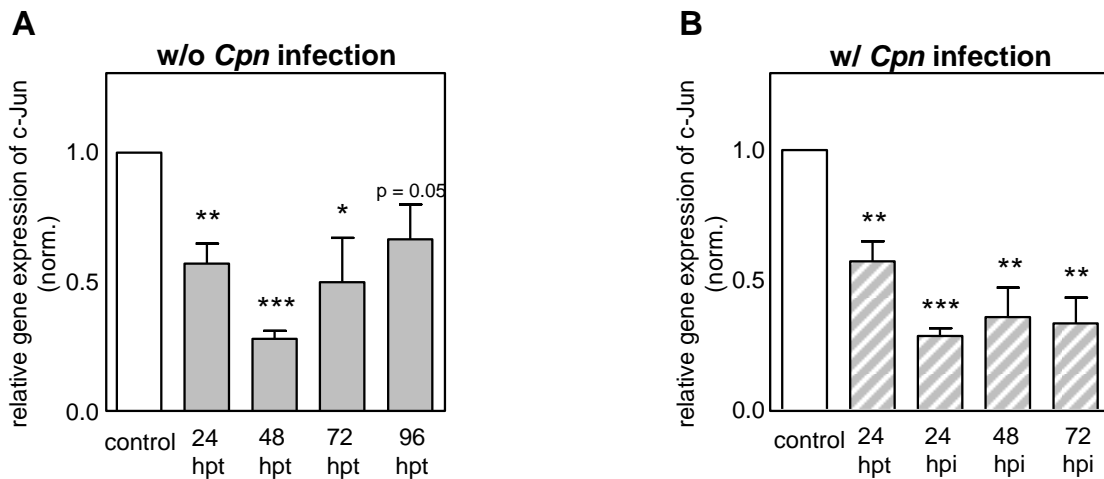 A
w/o Cpn infection
relative gene expression of c-Jun
(norm.)
1.0
0.5
0.0
**
***
*
p = 0.05
control
24
hpt
48
hpt
72
hpt
96
hpt
B
w/ Cpn infection
relative gene expression of c-Jun
(norm.)
1.0
0.5
0.0
**
***
**
**
control
24
hpt
24
hpi
48
hpi
72
hpi